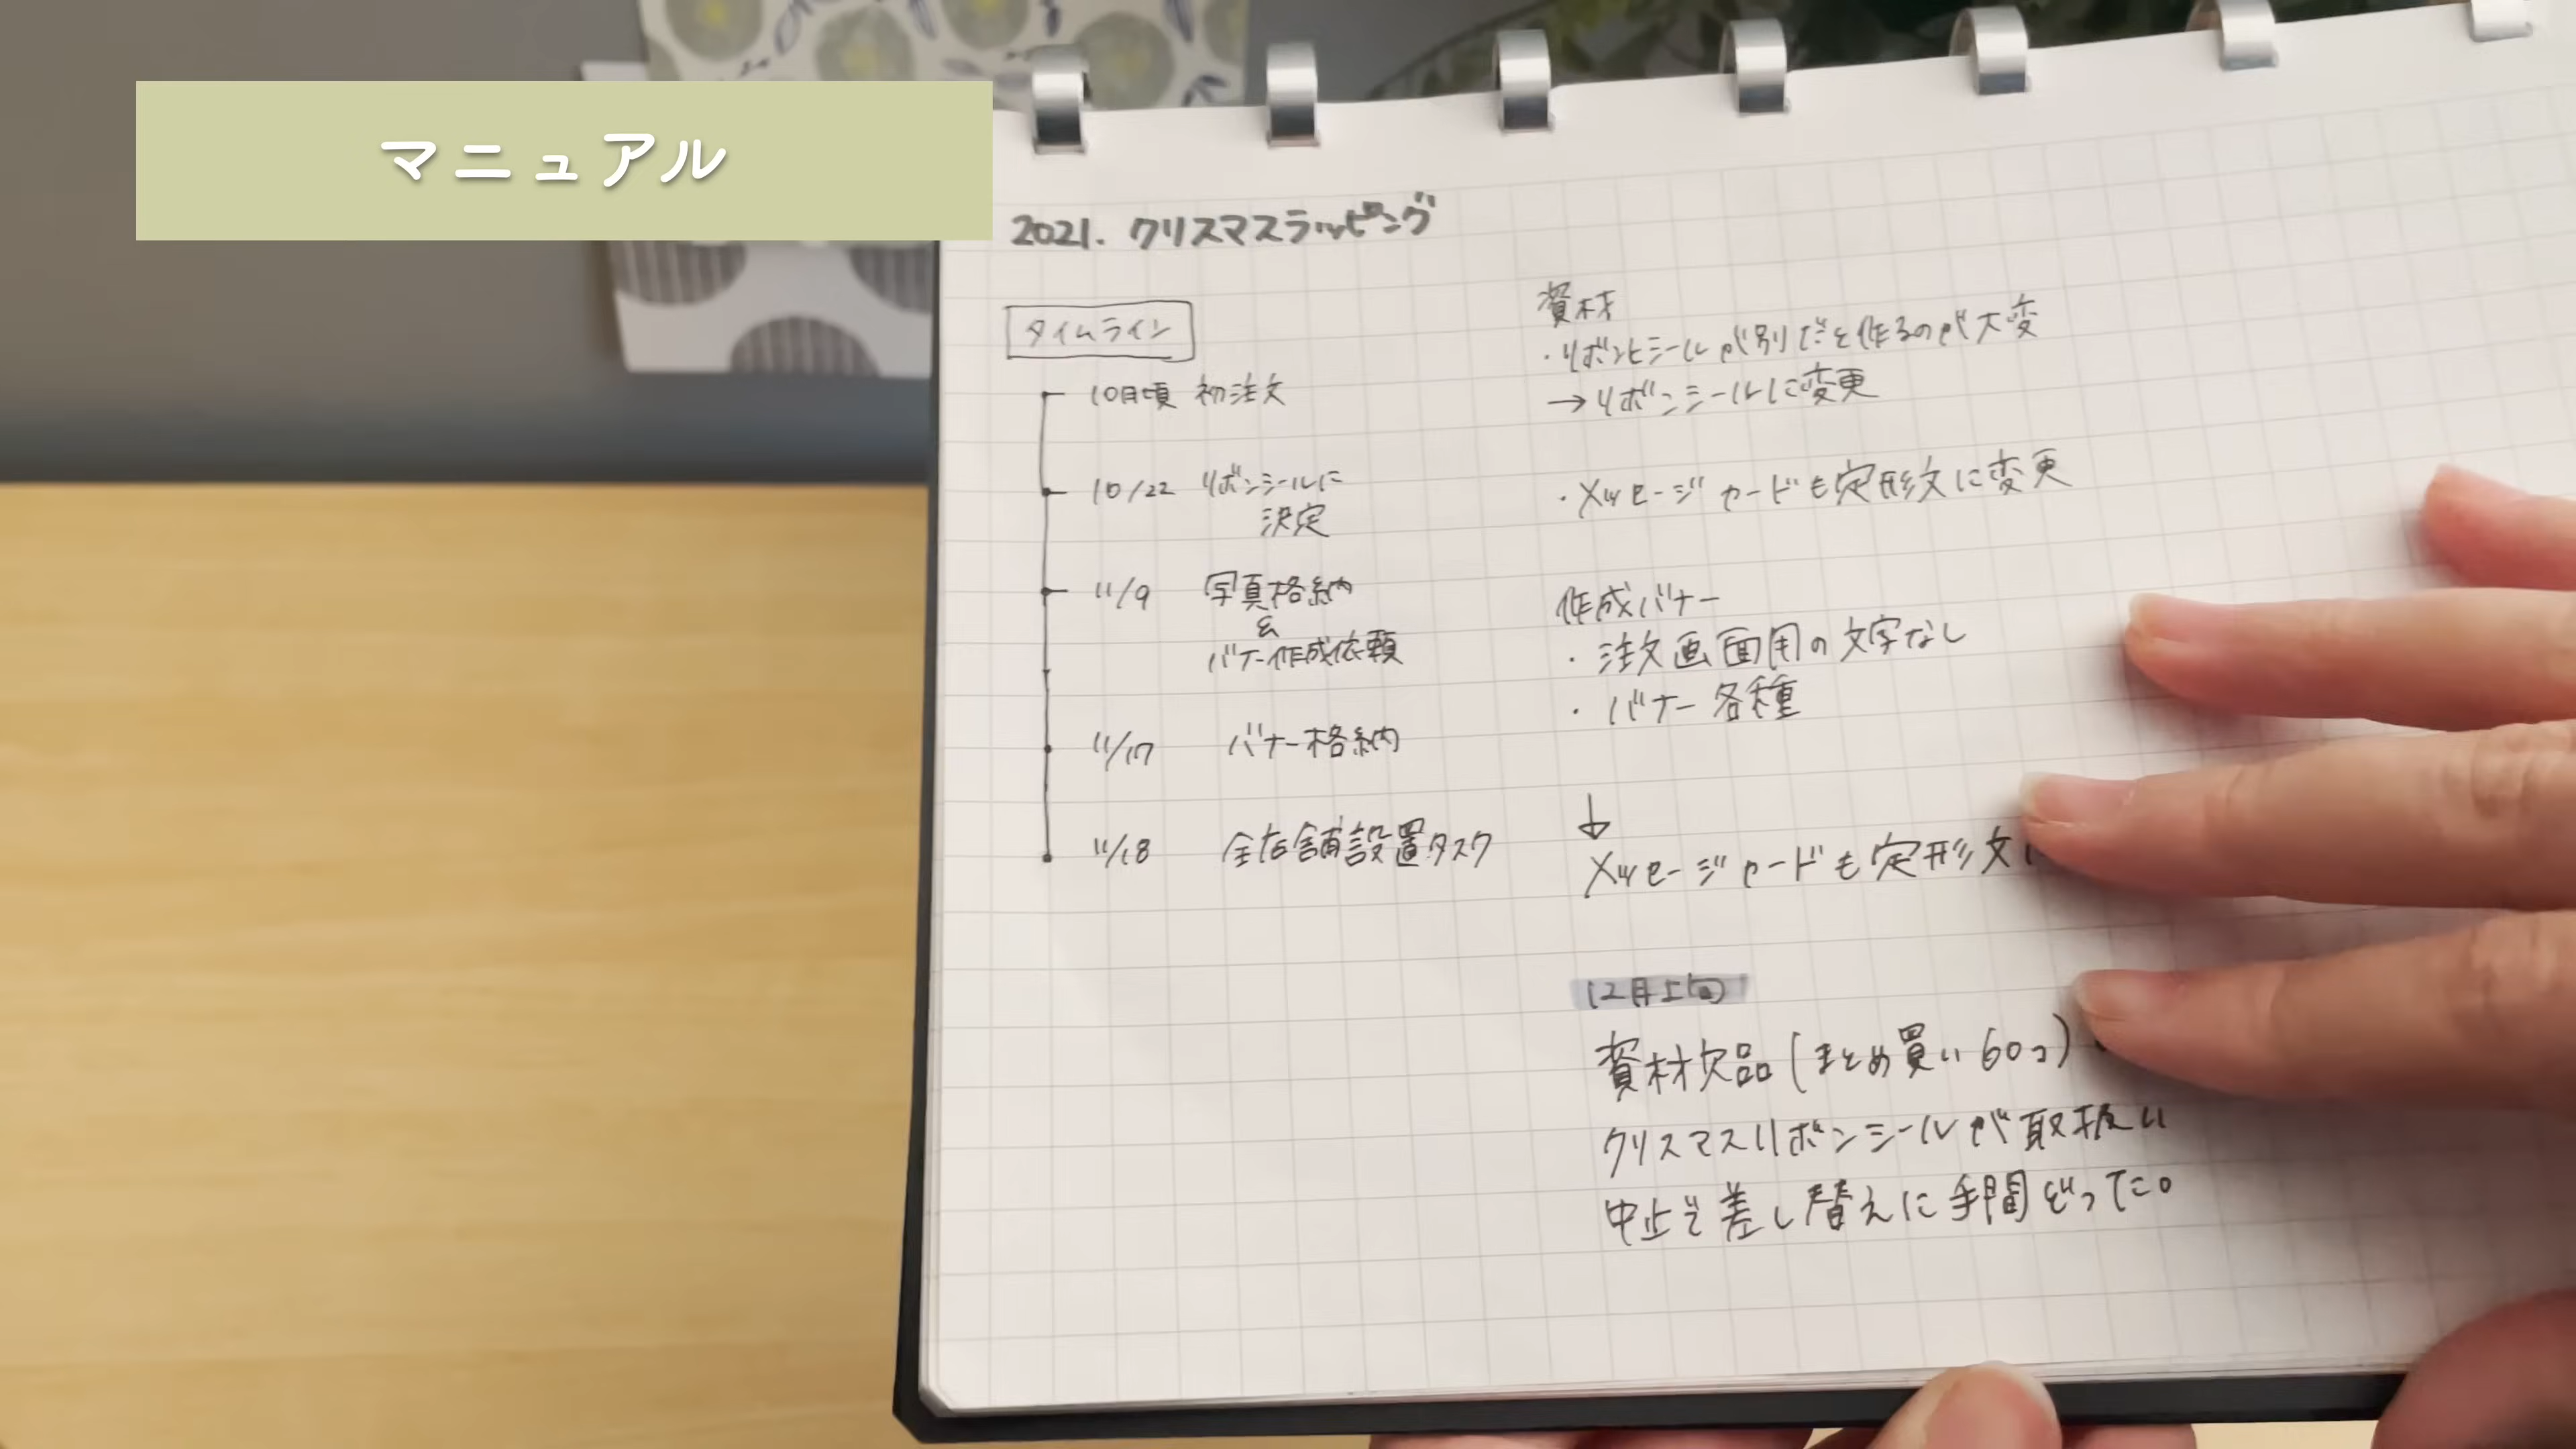 マニュアル
2021. クリスマスラッピング
タイムライン
10月頃 初注文
10/22 リボンシールに
決定
11/9 写真格納
&
バナー作成依頼
11/17 バナー格納
11/18 全店舗設置タスク
資材
・リボンとシールが別だと作るのが大変
→リボンシールに変更
・メッセージカードも定形文に変更
作成バナー
・注文画面用の文字なし
・バナー各種
↓
メッセージカードも定形文に
12月上旬
資材欠品(まとめ買い60コ)
クリスマスリボンシールが取扱い
中止で差し替えに手間どった。